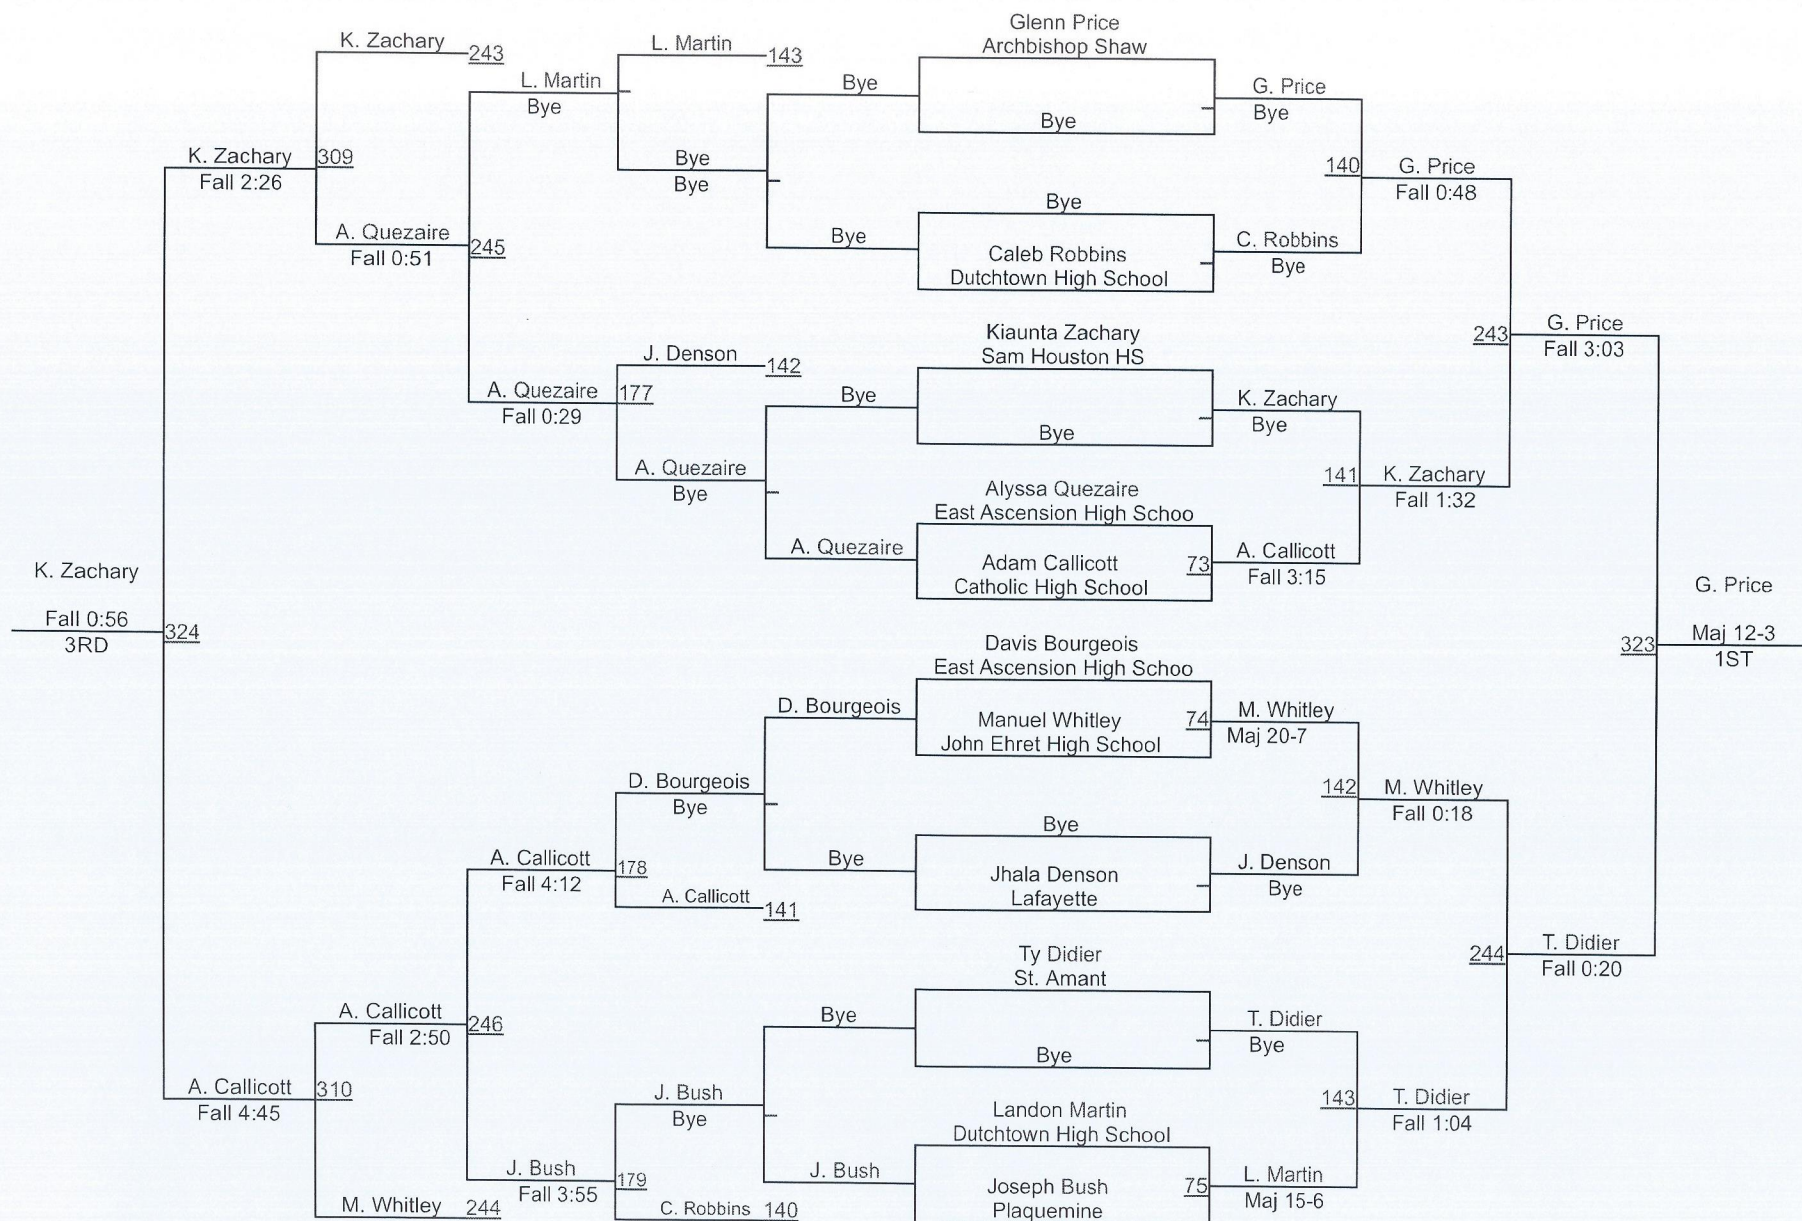 Glenn Price
Archbishop Shaw
K. Zachary
243
L. Martin
143
L. Martin
Bye
Bye
G. Price
Bye
Bye
K. Zachary
309
Fall 2:26
Bye
Bye
140
G. Price
Fall 0:48
Bye
A. Quezaire
Fall 0:51
245
Bye
Caleb Robbins
Dutchtown High School
C. Robbins
Bye
Kiaunta Zachary
Sam Houston HS
243
G. Price
Fall 3:03
J. Denson
142
A. Quezaire
177
Fall 0:29
Bye
Bye
K. Zachary
Bye
A. Quezaire
Bye
Alyssa Quezaire
East Ascension High Schoo
141
K. Zachary
Fall 1:32
A. Quezaire
Adam Callicott
Catholic High School
73
A. Callicott
Fall 3:15
K. Zachary
Fall 0:56
3RD
324
G. Price
Maj 12-3
1ST
323
Davis Bourgeois
East Ascension High Schoo
D. Bourgeois
Manuel Whitley
John Ehret High School
74
M. Whitley
Maj 20-7
D. Bourgeois
Bye
142
M. Whitley
Fall 0:18
Bye
A. Callicott
Fall 4:12
178
Bye
Jhala Denson
Lafayette
J. Denson
Bye
A. Callicott
141
Ty Didier
St. Amant
244
T. Didier
Fall 0:20
A. Callicott
Fall 2:50
246
Bye
Bye
T. Didier
Bye
A. Callicott
310
Fall 4:45
J. Bush
Bye
Landon Martin
Dutchtown High School
143
T. Didier
Fall 1:04
J. Bush
Fall 3:55
179
J. Bush
Joseph Bush
Plaquemine
75
L. Martin
Maj 15-6
M. Whitley
244
C. Robbins
140